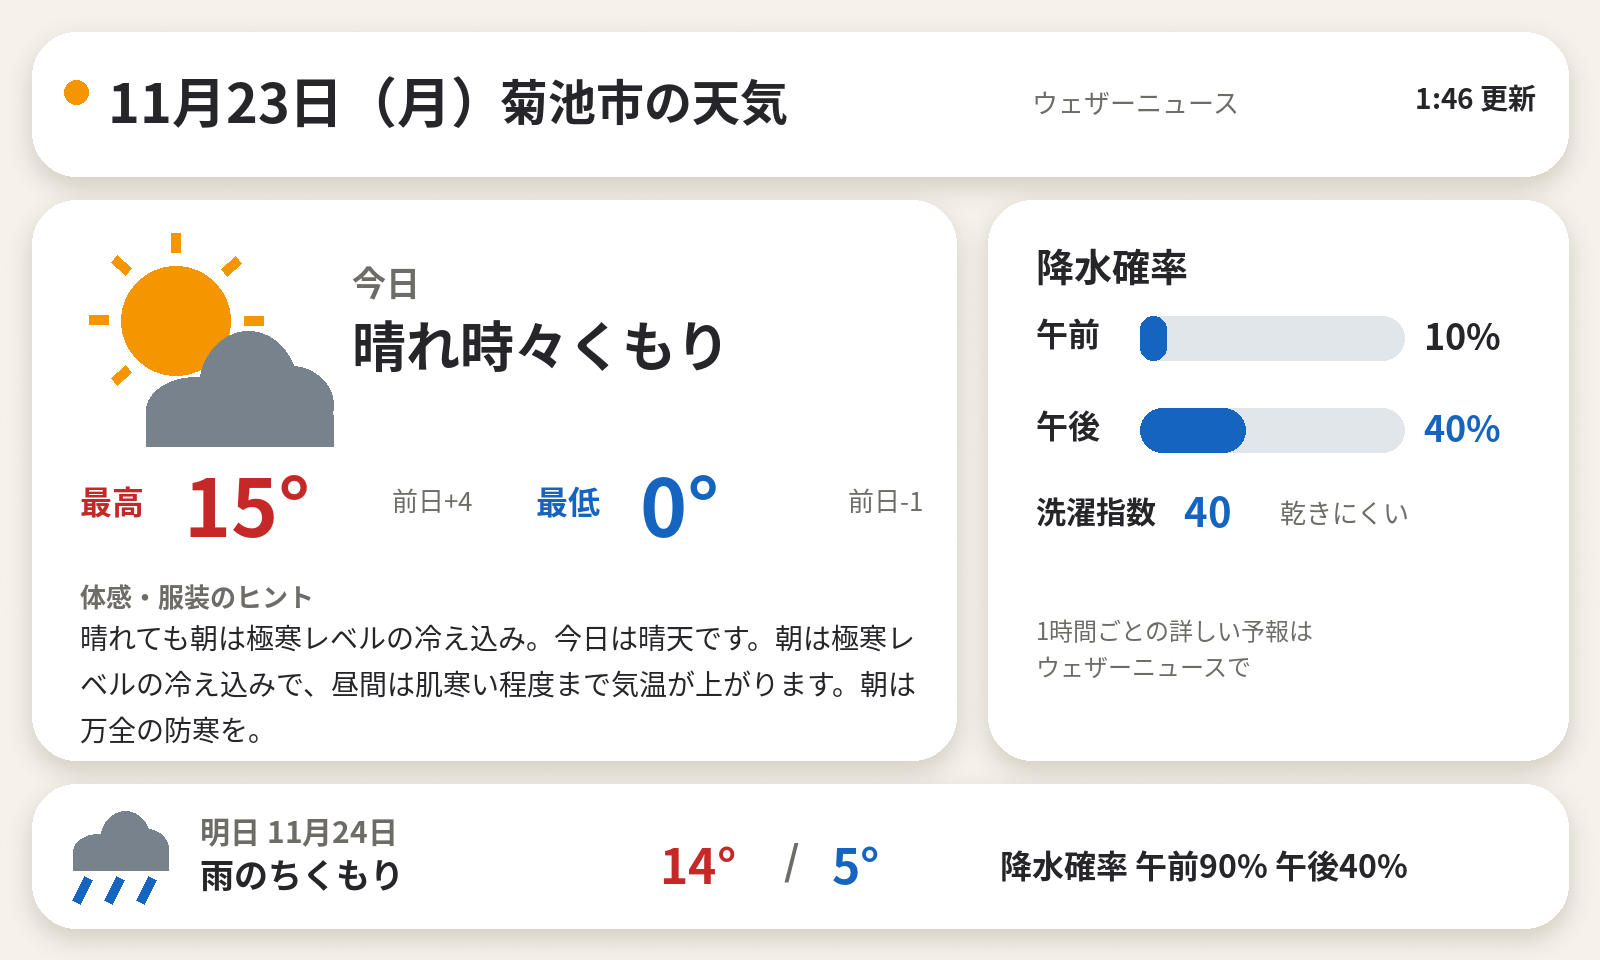 11月23日（月）菊池市の天気
ウェザーニュース
1:46 更新
今日
晴れ時々くもり
最高 15° 前日+4 最低 0° 前日-1
体感・服装のヒント
晴れても朝は極寒レベルの冷え込み。今日は晴天です。朝は極寒レ
ベルの冷え込みで、昼間は肌寒い程度まで気温が上がります。朝は
万全の防寒を。
降水確率
午前 10%
午後 40%
洗濯指数 40 乾きにくい
1時間ごとの詳しい予報は
ウェザーニュースで
明日 11月24日
雨のちくもり
14° / 5°
降水確率 午前90% 午後40%